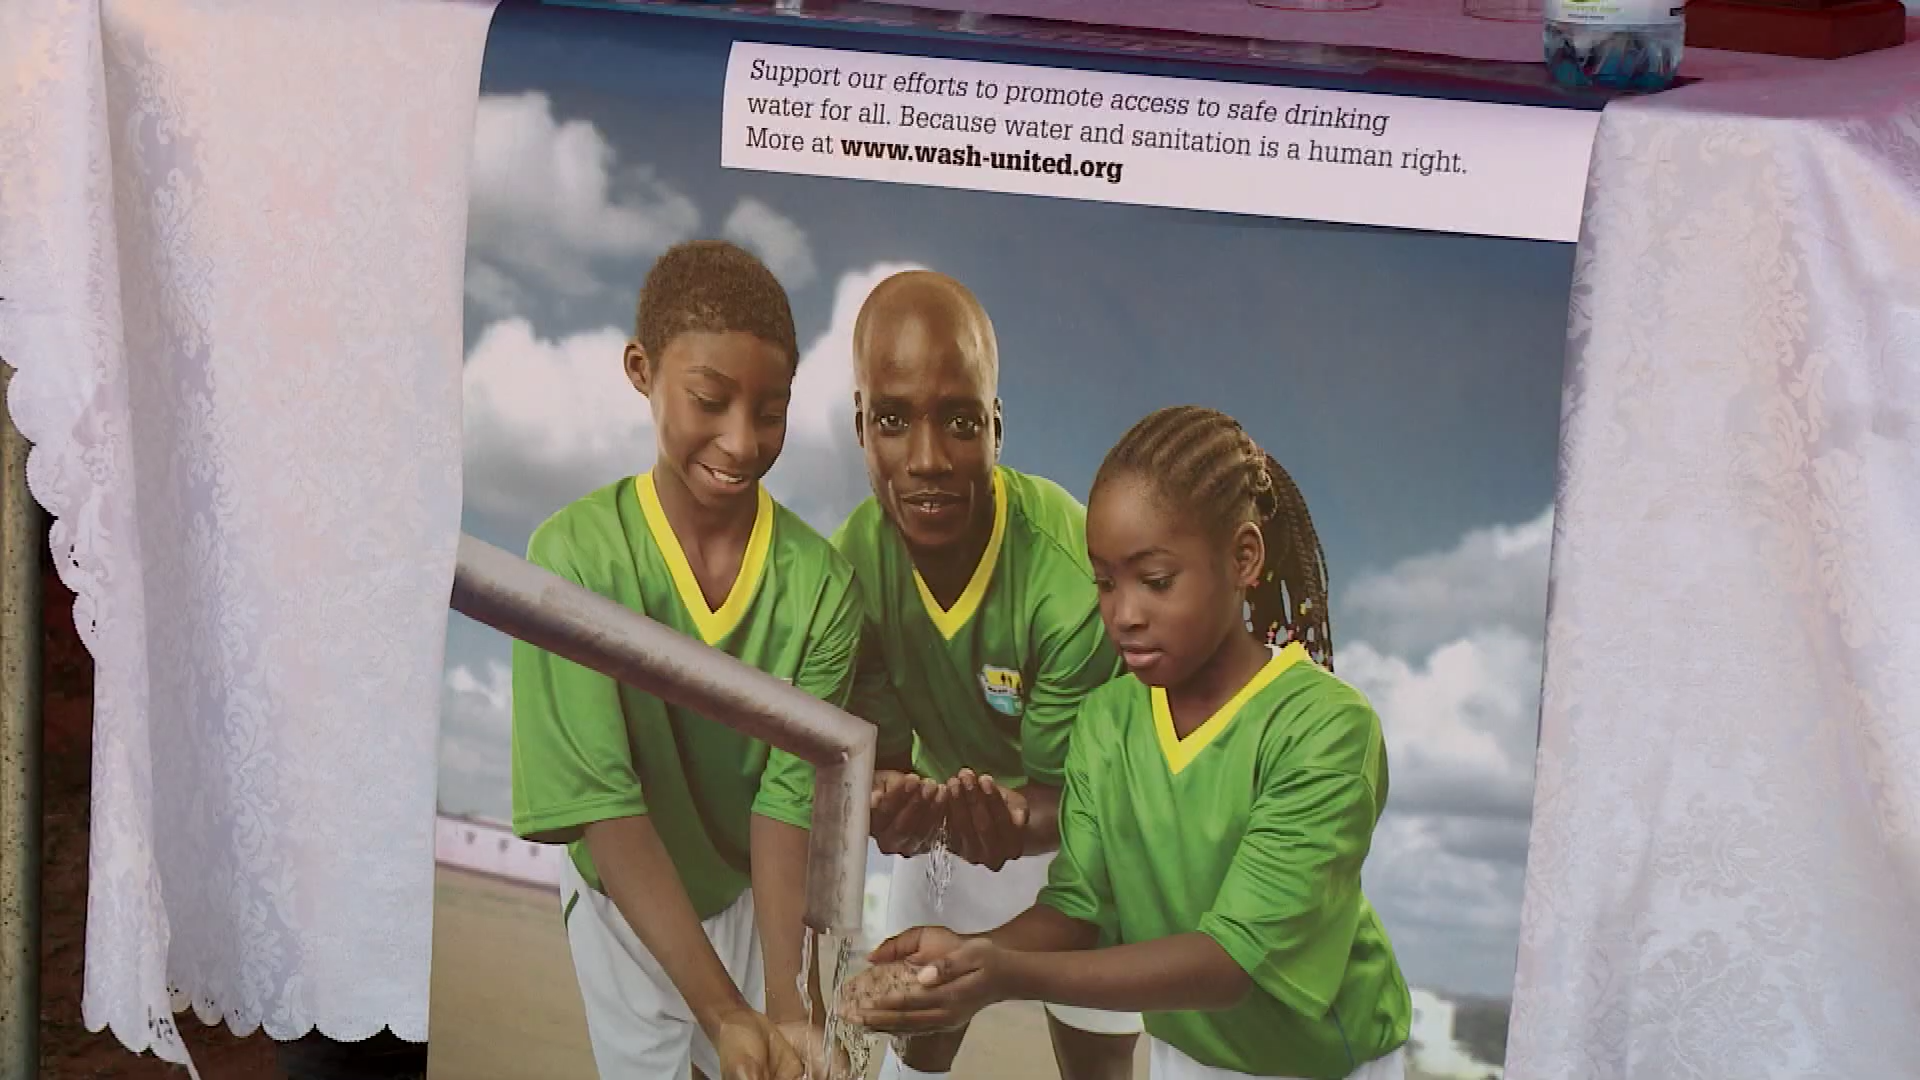 Support our efforts to promote access to safe drinking
water for all. Because water and sanitation is a human right.
More at www.wash-united.org